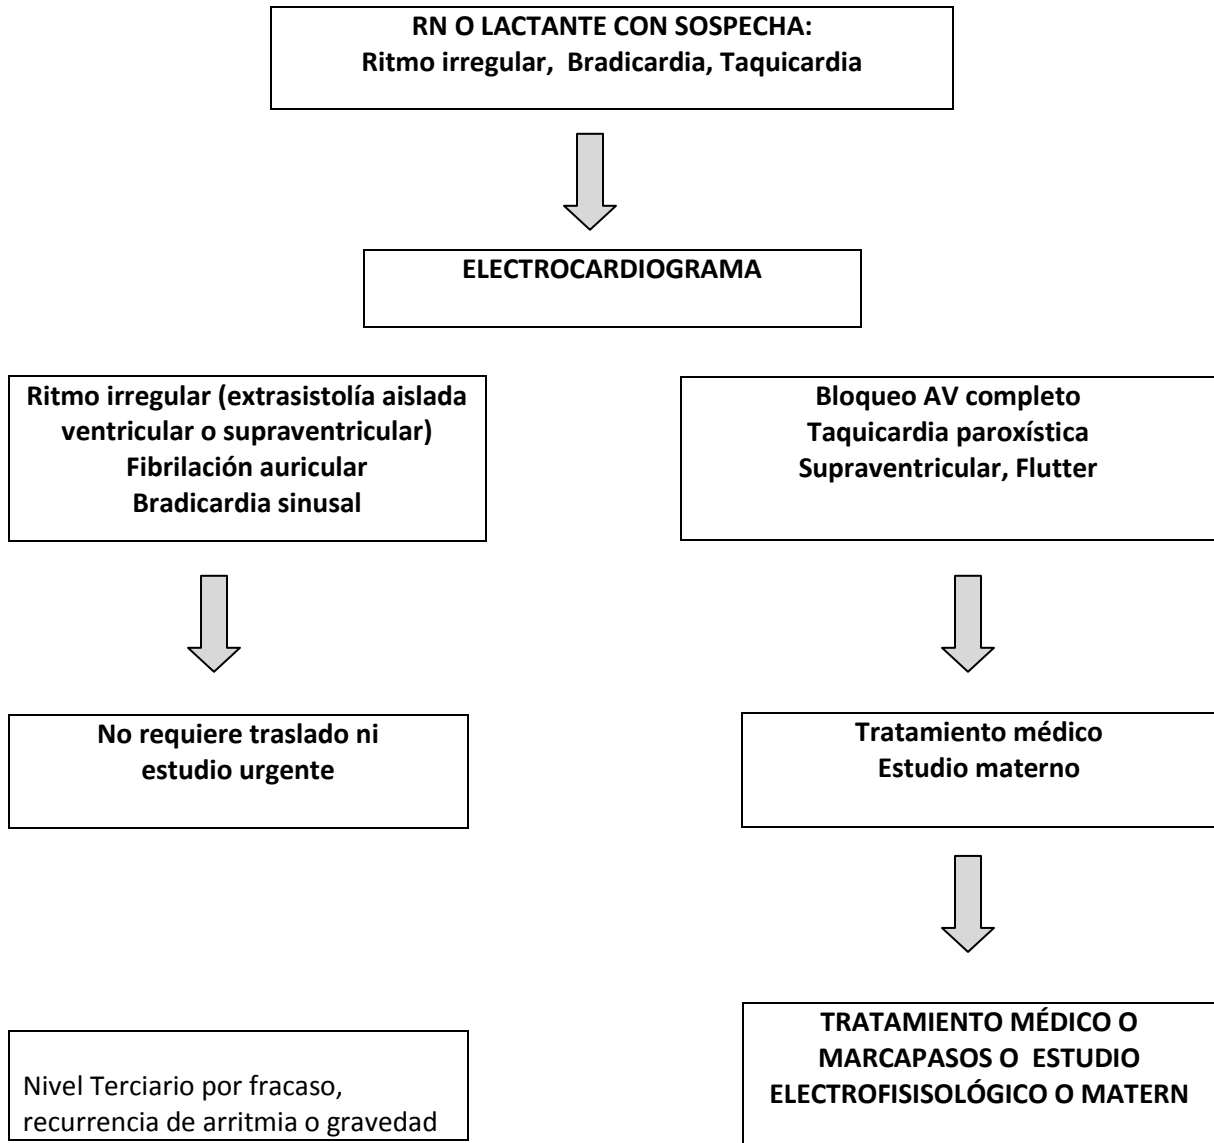 RN O LACTANTE CON SOSPECHA:
Ritmo irregular, Bradicardia, Taquicardia
ELECTROCARDIOGRAMA
Ritmo irregular (extrasistolía aislada
ventricular o supraventricular)
Fibrilación auricular
Bradicardia sinusal
Bloqueo AV completo
Taquicardia paroxística
Supraventricular, Flutter
No requiere traslado ni
estudio urgente
Tratamiento médico
Estudio materno
Nivel Terciario por fracaso,
recurrencia de arritmia o gravedad
TRATAMIENTO MÉDICO O
MARCAPASOS O ESTUDIO
ELECTROFISISOLÓGICO O MATERN